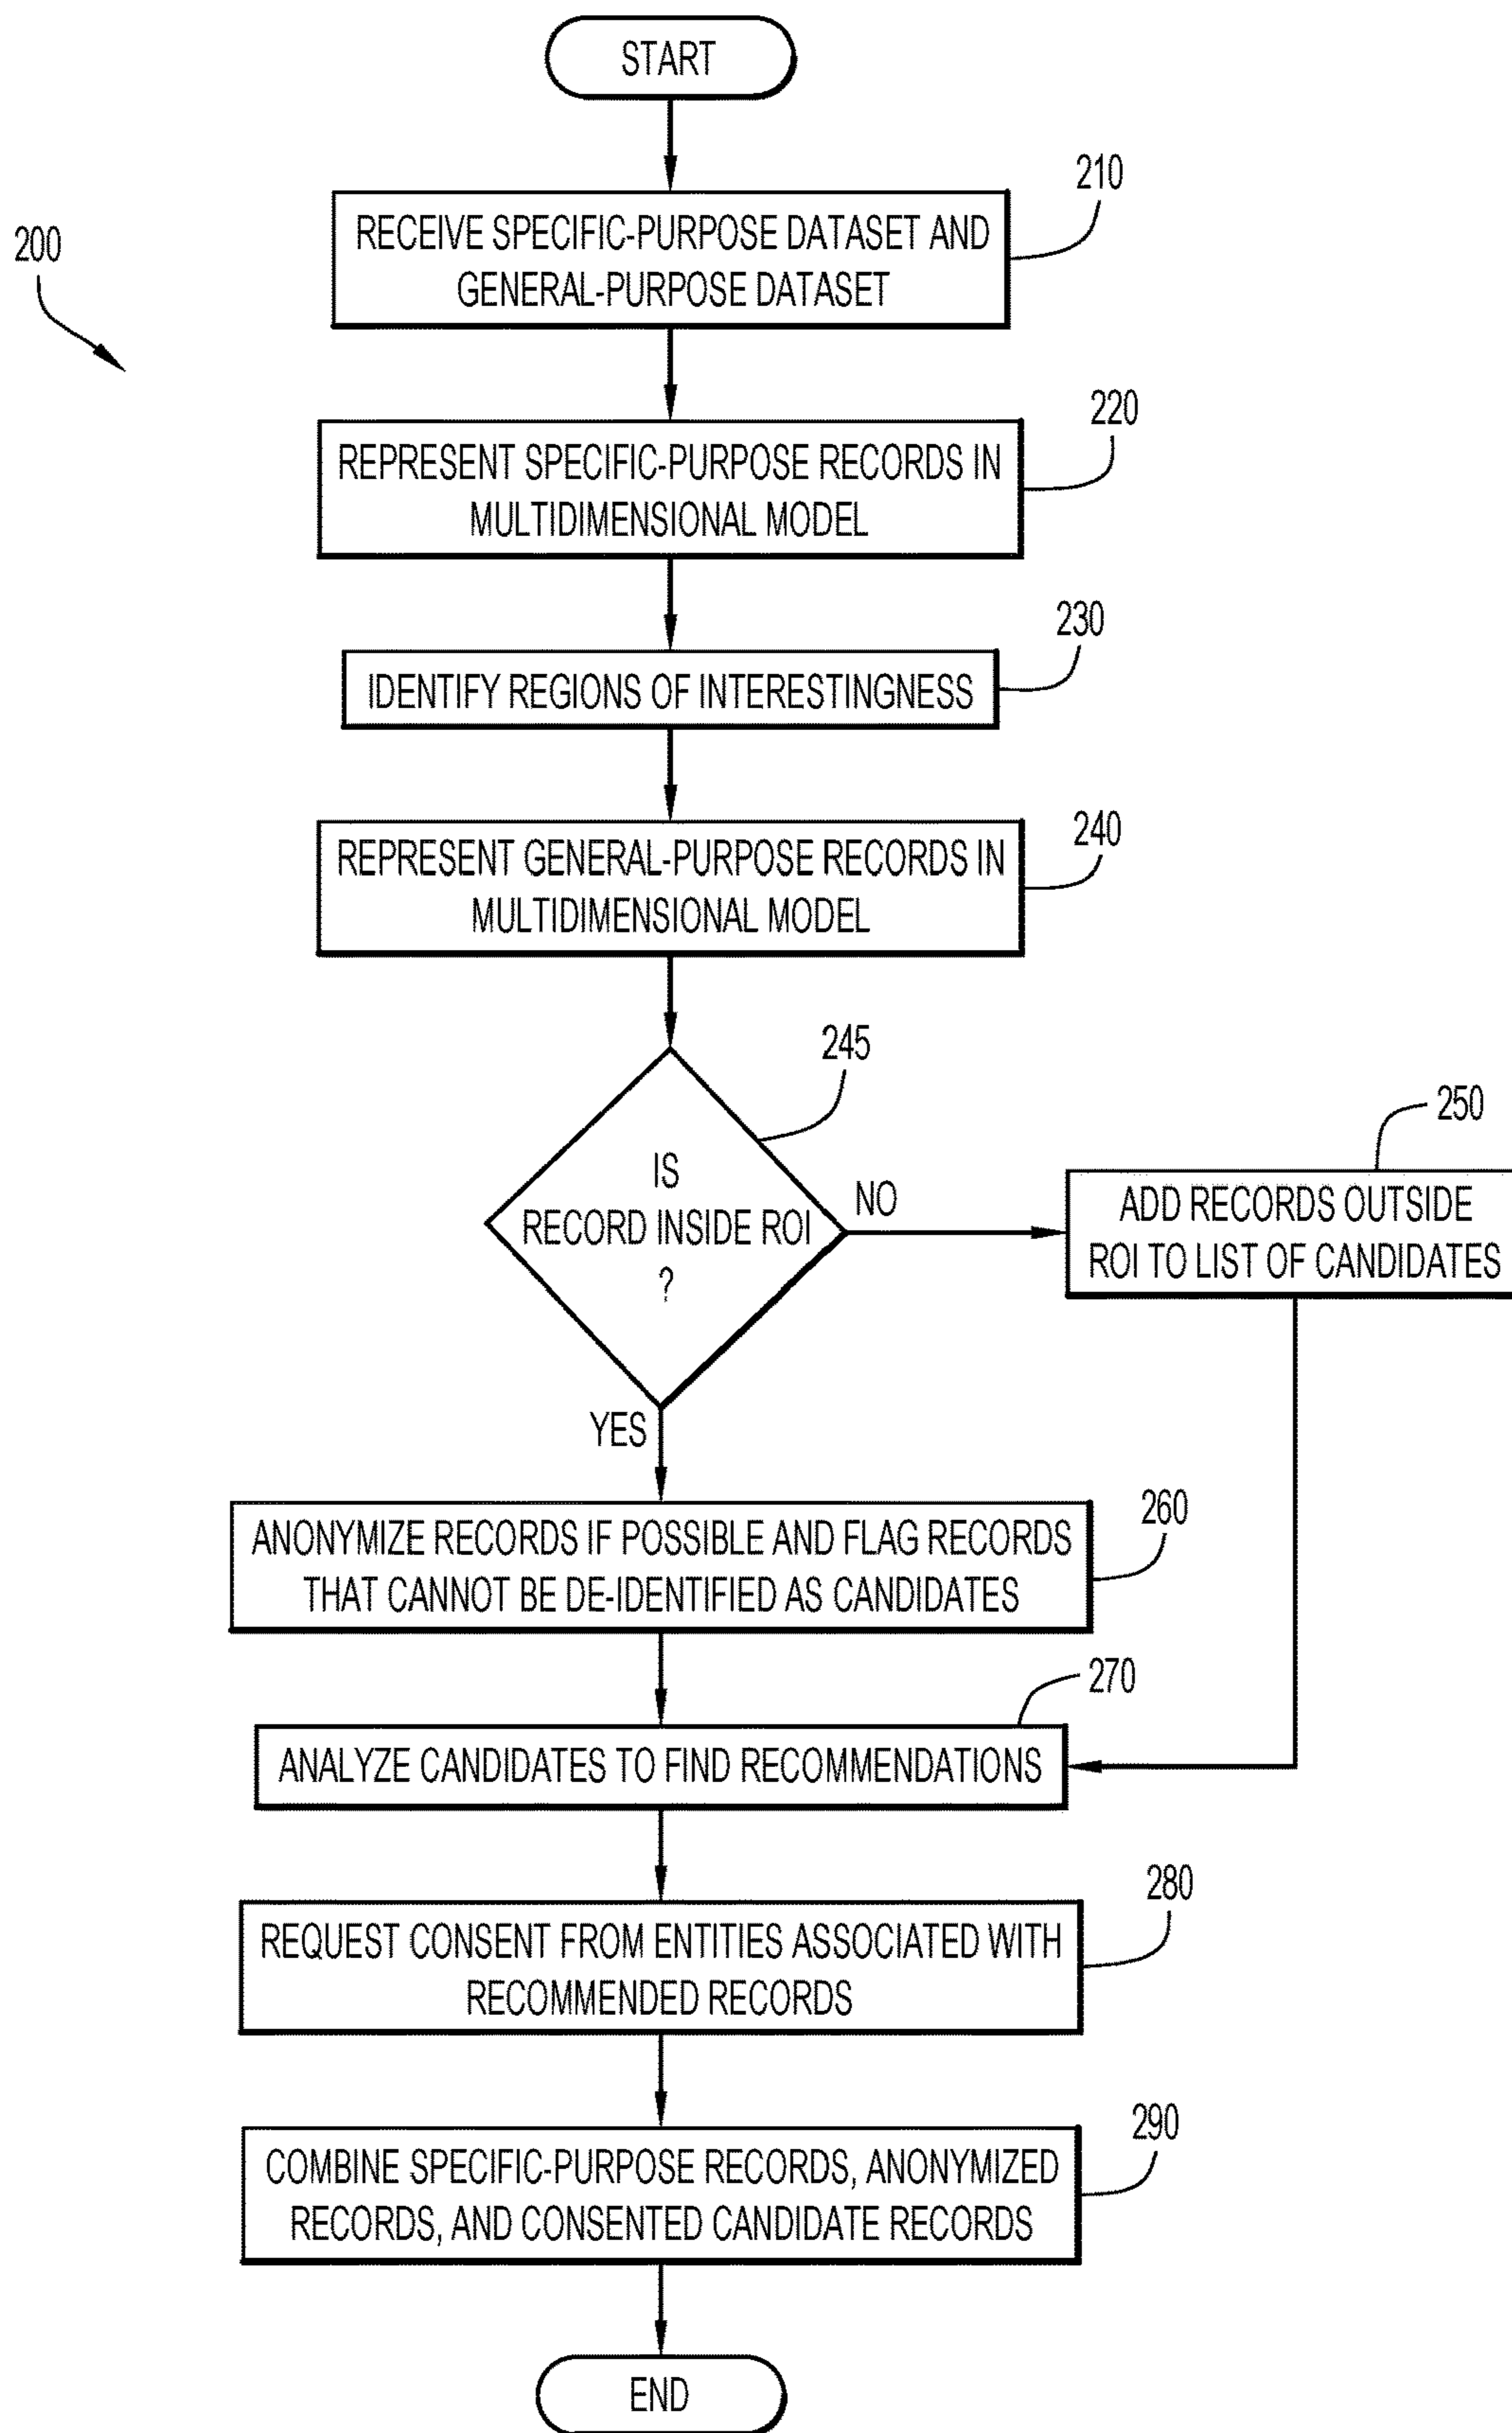 START
210
RECEIVE SPECIFIC-PURPOSE DATASET AND
GENERAL-PURPOSE DATASET
200
220
REPRESENT SPECIFIC-PURPOSE RECORDS IN
MULTIDIMENSIONAL MODEL
230
IDENTIFY REGIONS OF INTERESTINGNESS
240
REPRESENT GENERAL-PURPOSE RECORDS IN
MULTIDIMENSIONAL MODEL
245
IS
RECORD INSIDE ROI
?
NO
250
ADD RECORDS OUTSIDE
ROI TO LIST OF CANDIDATES
YES
260
ANONYMIZE RECORDS IF POSSIBLE AND FLAG RECORDS
THAT CANNOT BE DE-IDENTIFIED AS CANDIDATES
270
ANALYZE CANDIDATES TO FIND RECOMMENDATIONS
280
REQUEST CONSENT FROM ENTITIES ASSOCIATED WITH
RECOMMENDED RECORDS
290
COMBINE SPECIFIC-PURPOSE RECORDS, ANONYMIZED
RECORDS, AND CONSENTED CANDIDATE RECORDS
END